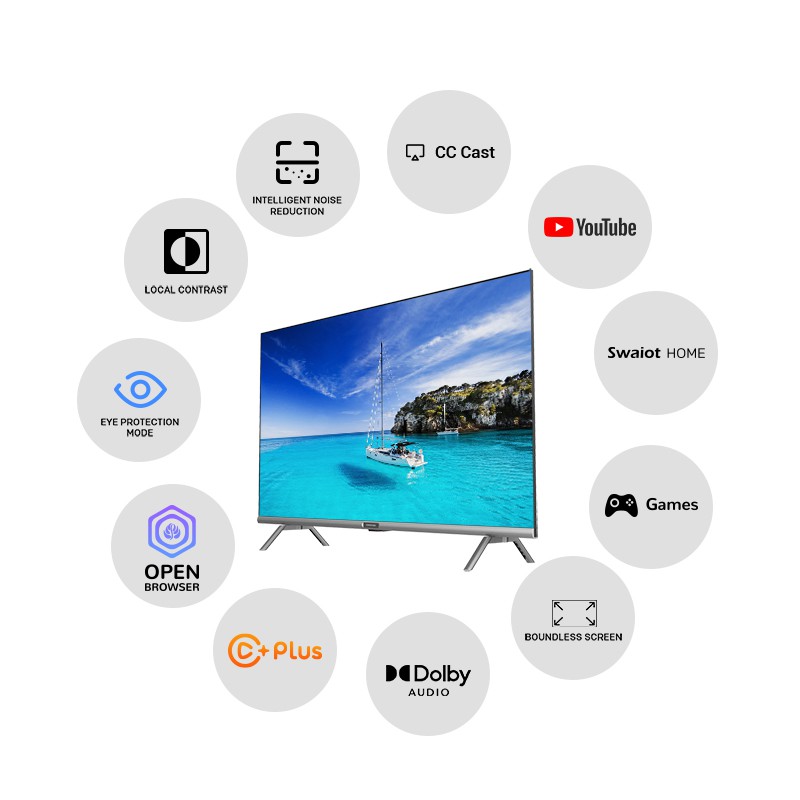 CC Cast
INTELLIGENT NOISE
REDUCTION
YouTube
LOCAL CONTRAST
Swaiot HOME
EYE PROTECTION
MODE
Games
OPEN
BROWSER
BOUNDLESS SCREEN
C+Plus
Dolby
AUDIO